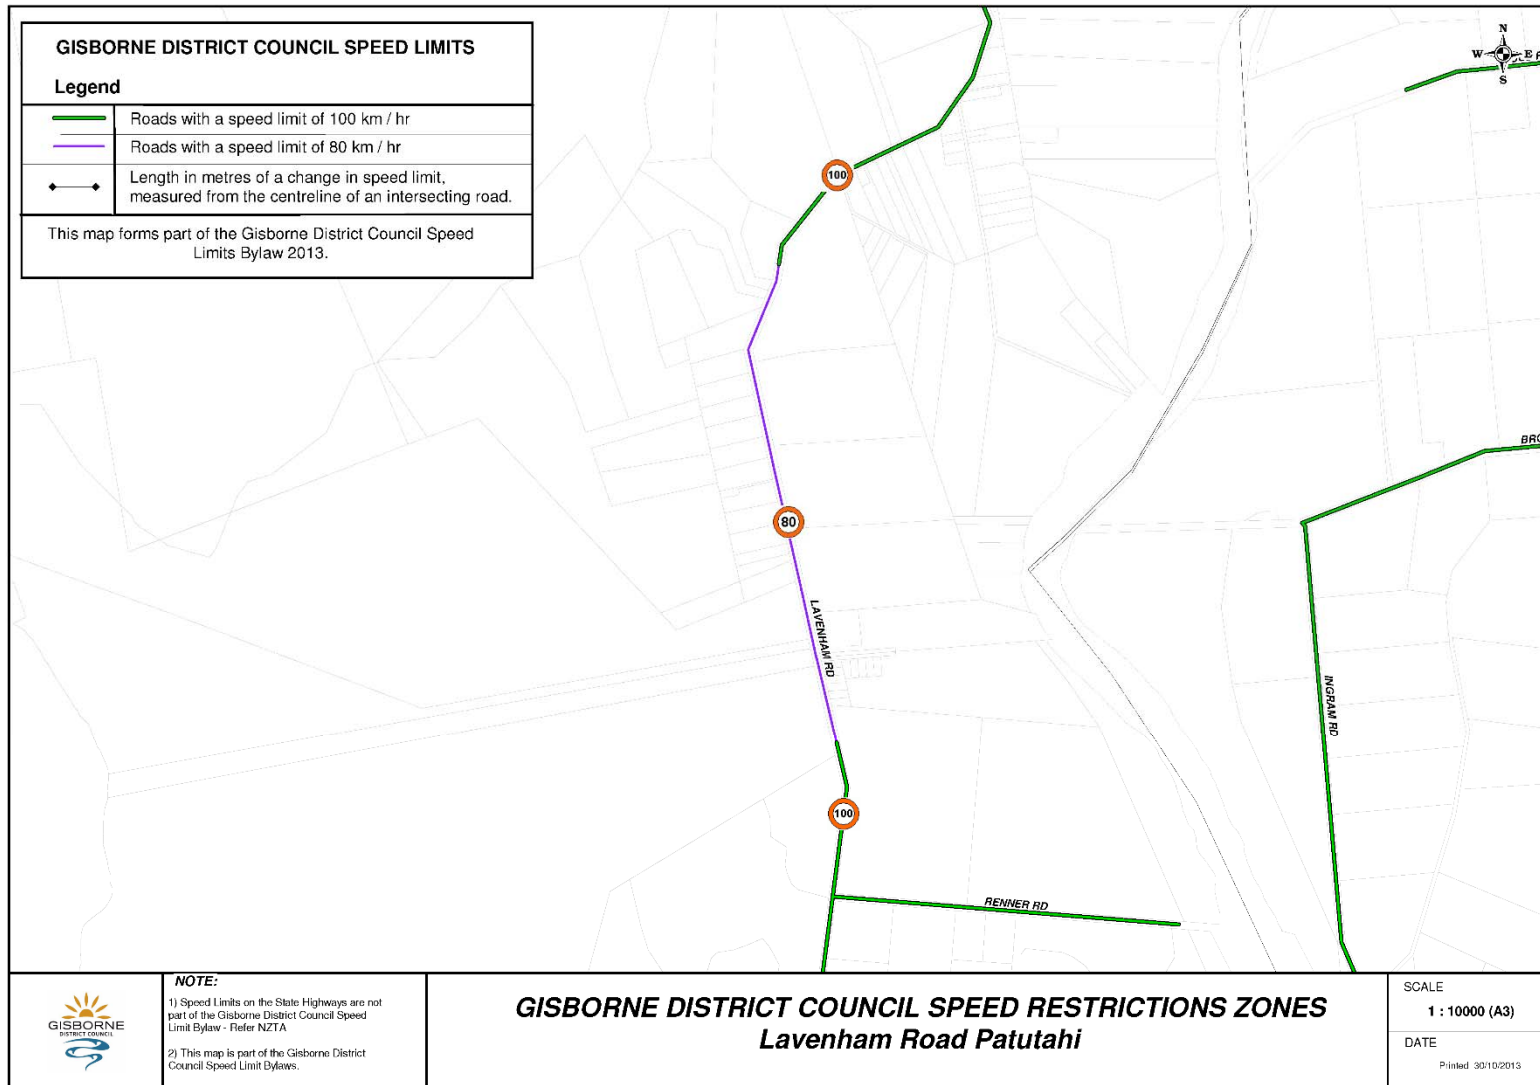 GISBORNE DISTRICT COUNCIL SPEED LIMITS
Legend
Roads with a speed limit of 100 km / hr
Roads with a speed limit of 80 km / hr
Length in metres of a change in speed limit,
measured from the centreline of an intersecting road.
This map forms part of the Gisborne District Council Speed
Limits Bylaw 2013.
N
W
E
S
100
BRO
80
LAVENHAM RD
INGRAM RD
100
RENNER RD
GISBORNE
DISTRICT COUNCIL
NOTE:
1) Speed Limits on the State Highways are not
part of the Gisborne District Council Speed
Limit Bylaw - Refer NZTA
2) This map is part of the Gisborne District
Council Speed Limit Bylaws.
GISBORNE DISTRICT COUNCIL SPEED RESTRICTIONS ZONES
Lavenham Road Patutahi
SCALE
1 : 10000 (A3)
DATE
Printed 30/10/2013